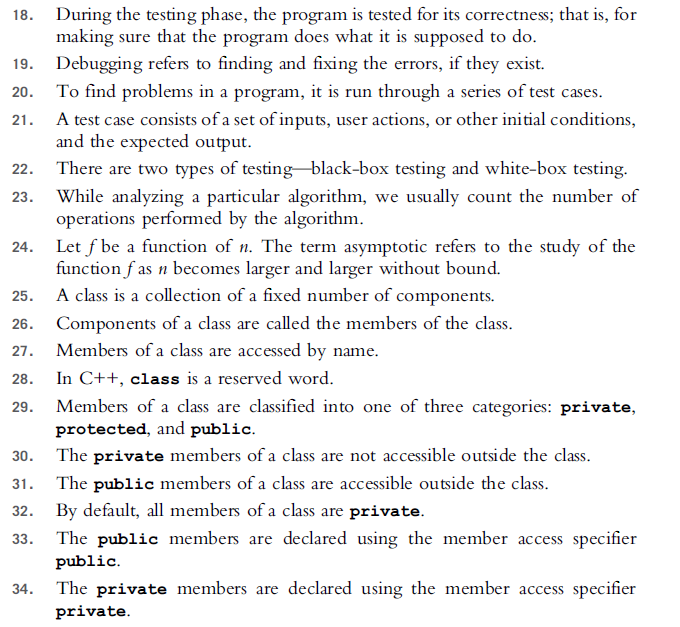 18. During the testing phase, the program is tested for its correctness; that is, for
making sure that the program does what it is supposed to do.
19. Debugging refers to finding and fixing the errors, if they exist.
20. To find problems in a program, it is run through a series of test cases.
21. A test case consists of a set of inputs, user actions, or other initial conditions,
and the expected output.
22. There are two types of testing—black-box testing and white-box testing.
23. While analyzing a particular algorithm, we usually count the number of
operations performed by the algorithm.
24. Let f be a function of n. The term asymptotic refers to the study of the
function f as n becomes larger and larger without bound.
25. A class is a collection of a fixed number of components.
26. Components of a class are called the members of the class.
27. Members of a class are accessed by name.
28. In C++, class is a reserved word.
29. Members of a class are classified into one of three categories: private,
protected, and public.
30. The private members of a class are not accessible outside the class.
31. The public members of a class are accessible outside the class.
32. By default, all members of a class are private.
33. The public members are declared using the member access specifier
public.
34. The private members are declared using the member access specifier
private.